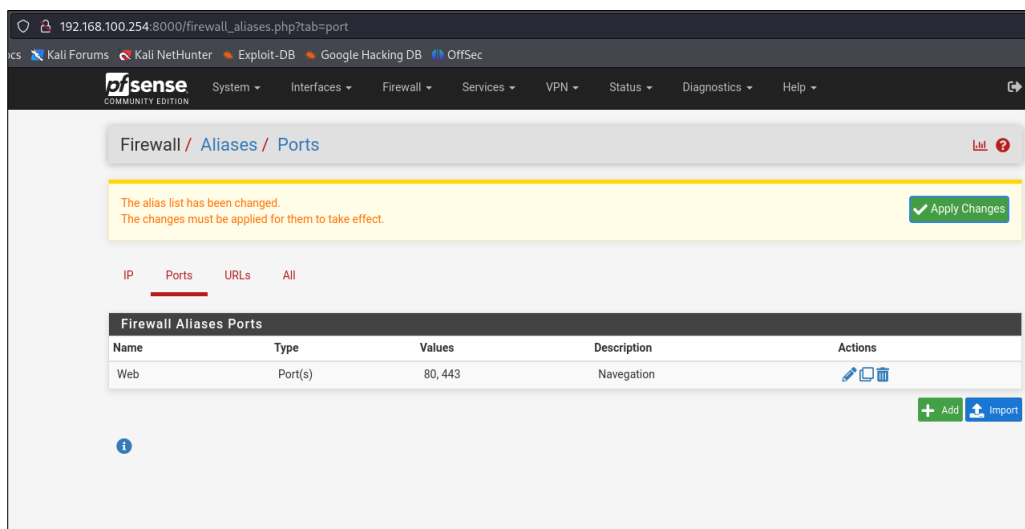 192.168.100.254:8000/firewall_aliases.php?tab=port
ocs Kali Forums Kali NetHunter Exploit-DB Google Hacking DB OffSec
pfsense System Interfaces Firewall Services VPN Status Diagnostics Help
COMMUNITY EDITION
Firewall / Aliases / Ports
The alias list has been changed.
The changes must be applied for them to take effect.
Apply Changes
IP Ports URLs All
Firewall Aliases Ports
Name Type Values Description Actions
Web Port(s) 80, 443 Navegation
Add Import